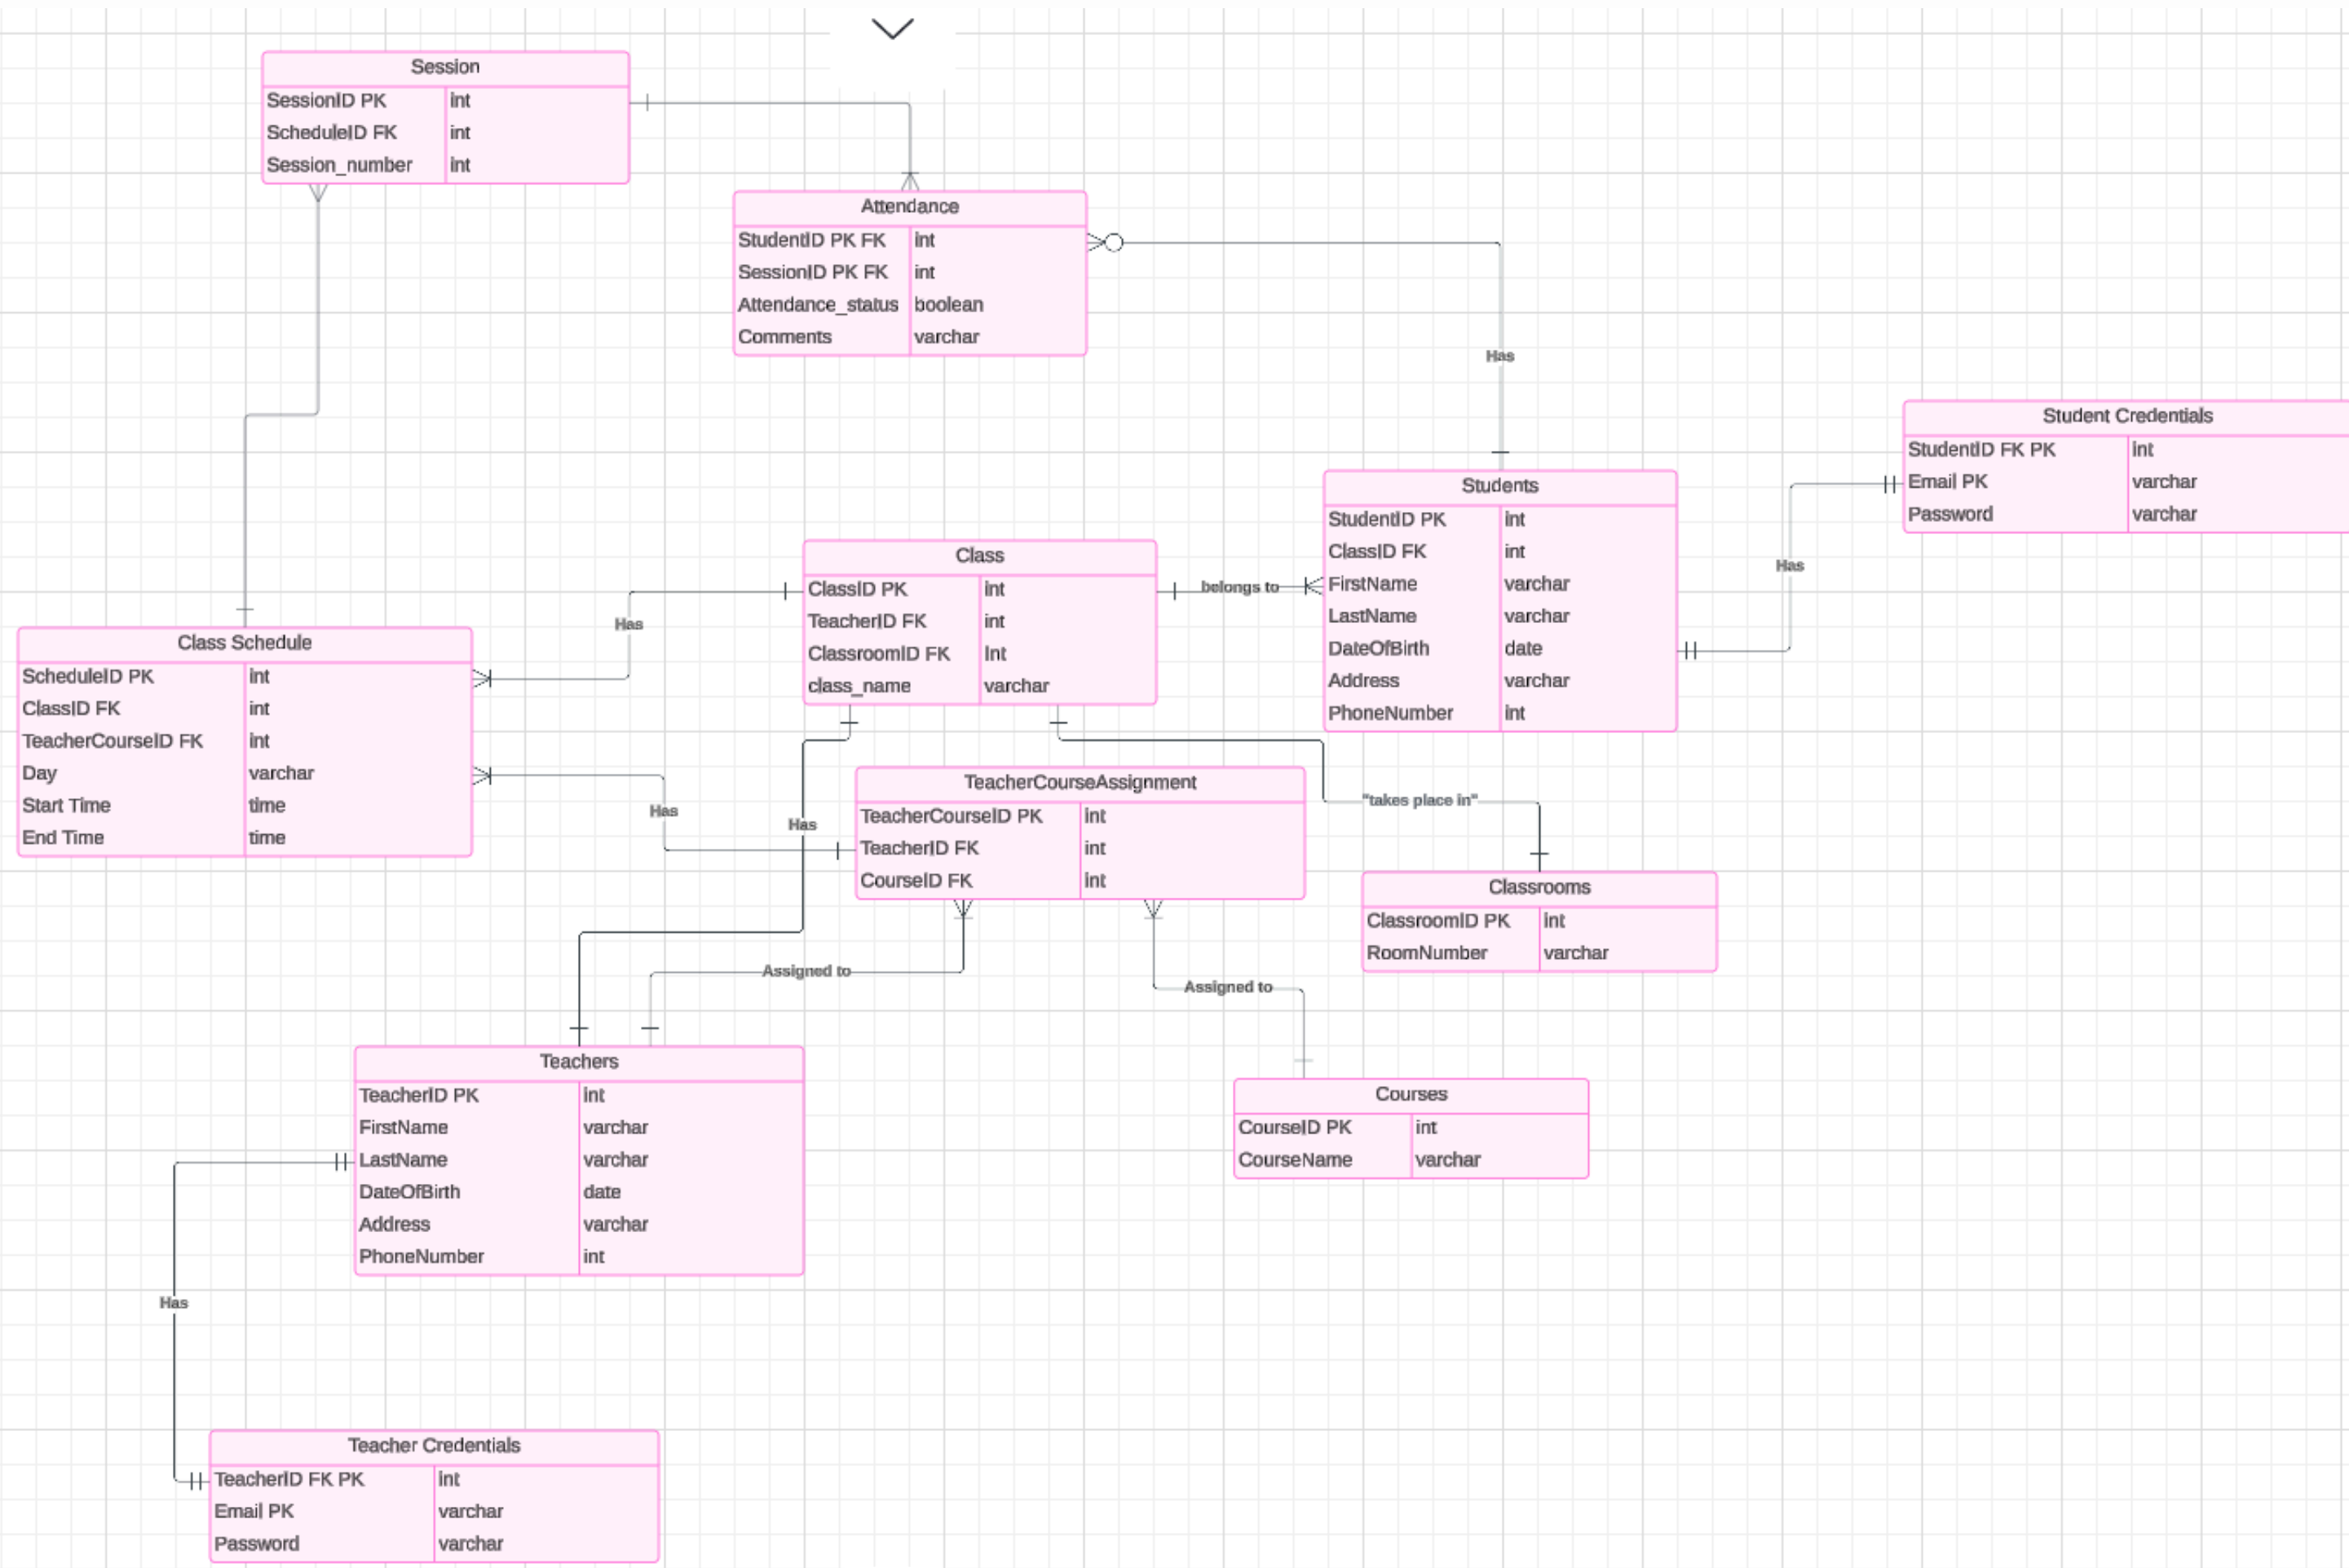 Session
SessionID PK int
ScheduleID FK int
Session_number int
Attendance
StudentID PK FK int
SessionID PK FK int
Attendance_status boolean
Comments varchar
Has
Student Credentials
StudentID FK PK int
Email PK varchar
Password varchar
Has
Students
StudentID PK int
ClassID FK int
FirstName varchar
LastName varchar
DateOfBirth date
Address varchar
PhoneNumber int
Class
ClassID PK int
TeacherID FK int
ClassroomID FK Int
class_name varchar
belongs to
Has
Class Schedule
ScheduleID PK int
ClassID FK int
TeacherCourseID FK int
Day varchar
Start Time time
End Time time
Has
Has
TeacherCourseAssignment
TeacherCourseID PK int
TeacherID FK int
CourseID FK int
"takes place in"
Classrooms
ClassroomID PK int
RoomNumber varchar
Assigned to
Assigned to
Teachers
TeacherID PK int
FirstName varchar
LastName varchar
DateOfBirth date
Address varchar
PhoneNumber int
Courses
CourseID PK int
CourseName varchar
Has
Teacher Credentials
TeacherID FK PK int
Email PK varchar
Password varchar